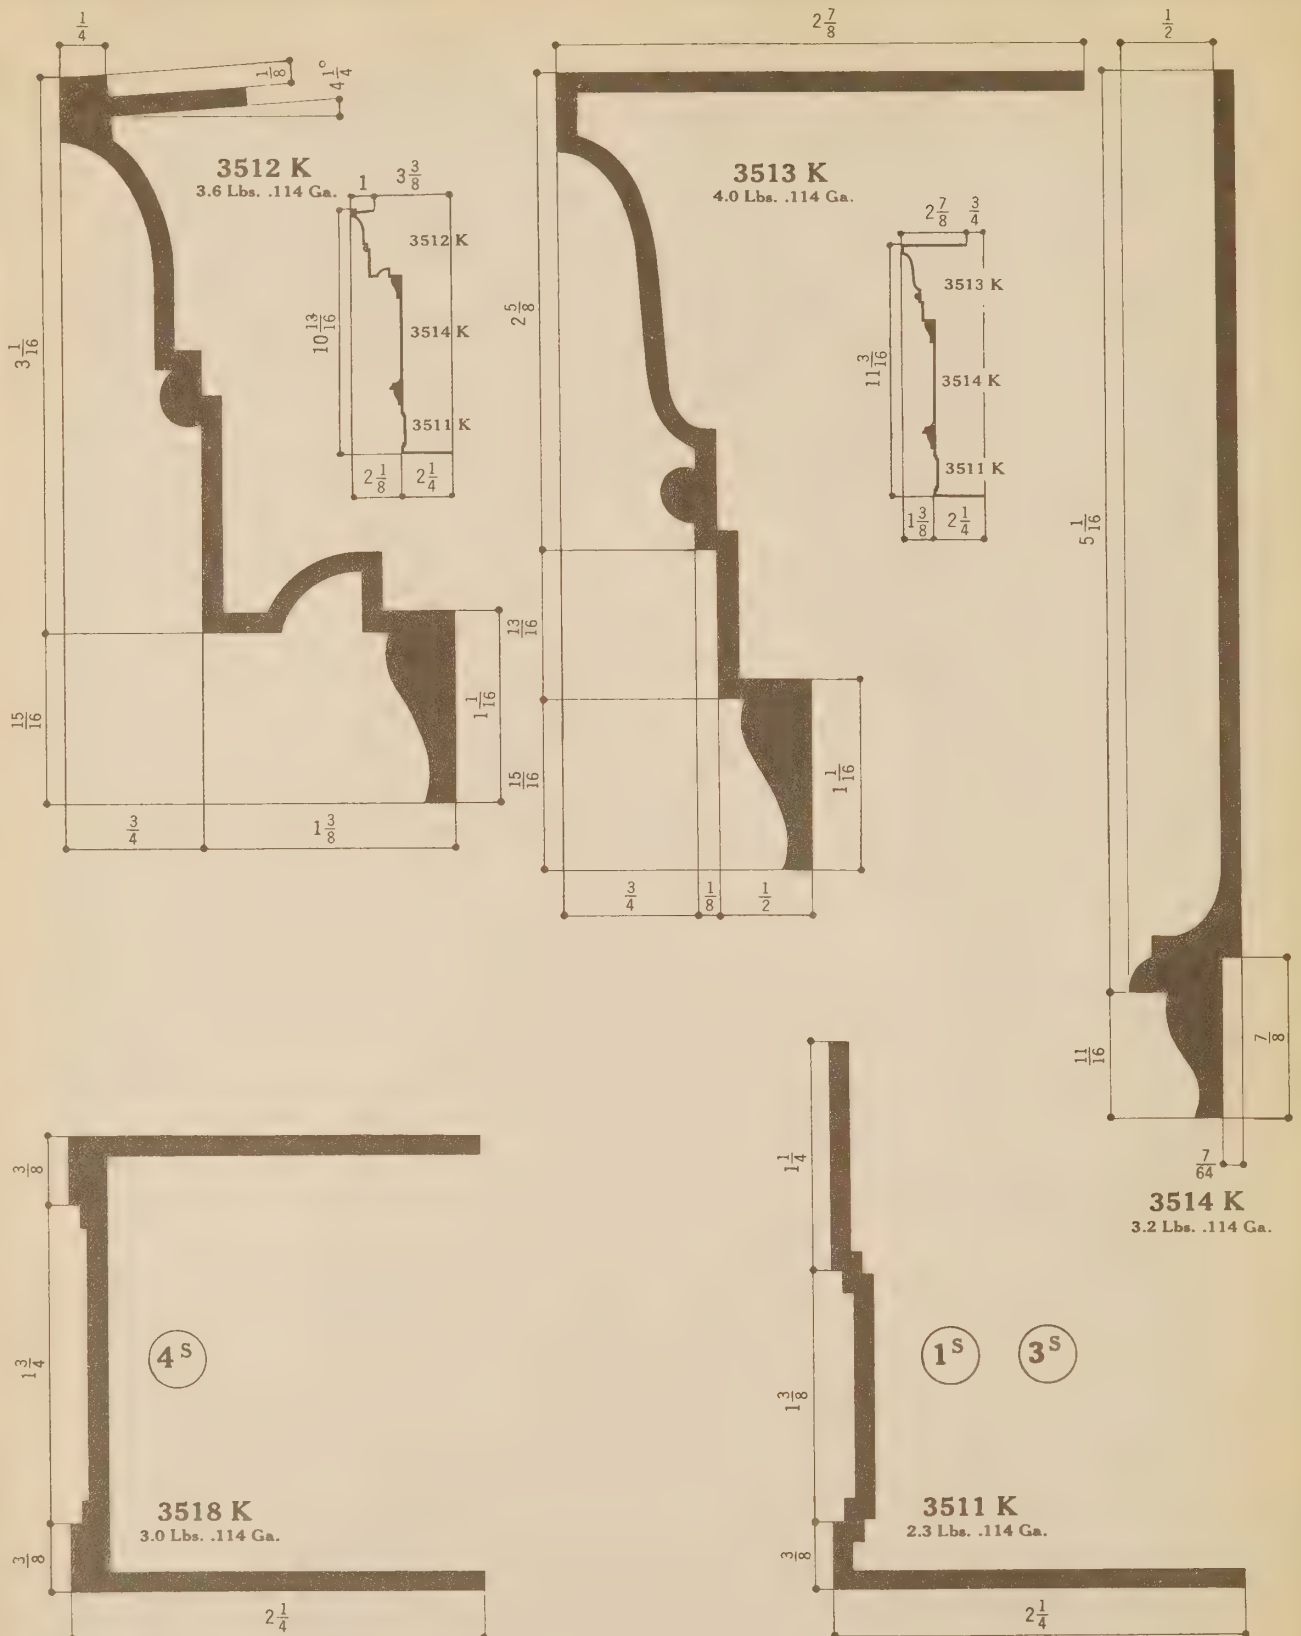 1/4
1/8
4 1/4°
3 1/16
15/16
3512 K
3.6 Lbs. .114 Ga.
1 3 3/8
3512 K
10 13/16
3514 K
3511 K
2 1/8 2 1/4
1 1/16
3/4 1 3/8
2 7/8
2 5/8
13/16
15/16
3513 K
4.0 Lbs. .114 Ga.
2 7/8 3/4
3513 K
11 3/16
3514 K
3511 K
1 3/8 2 1/4
1 1/16
3/4 1/8 1/2
1/2
5 1/16
11/16
7/8
7/64
3514 K
3.2 Lbs. .114 Ga.
3/8
1 3/4
3/8
4 S
3518 K
3.0 Lbs. .114 Ga.
2 1/4
1 1/4
1 3/8
3/8
1 S 3 S
3511 K
2.3 Lbs. .114 Ga.
2 1/4